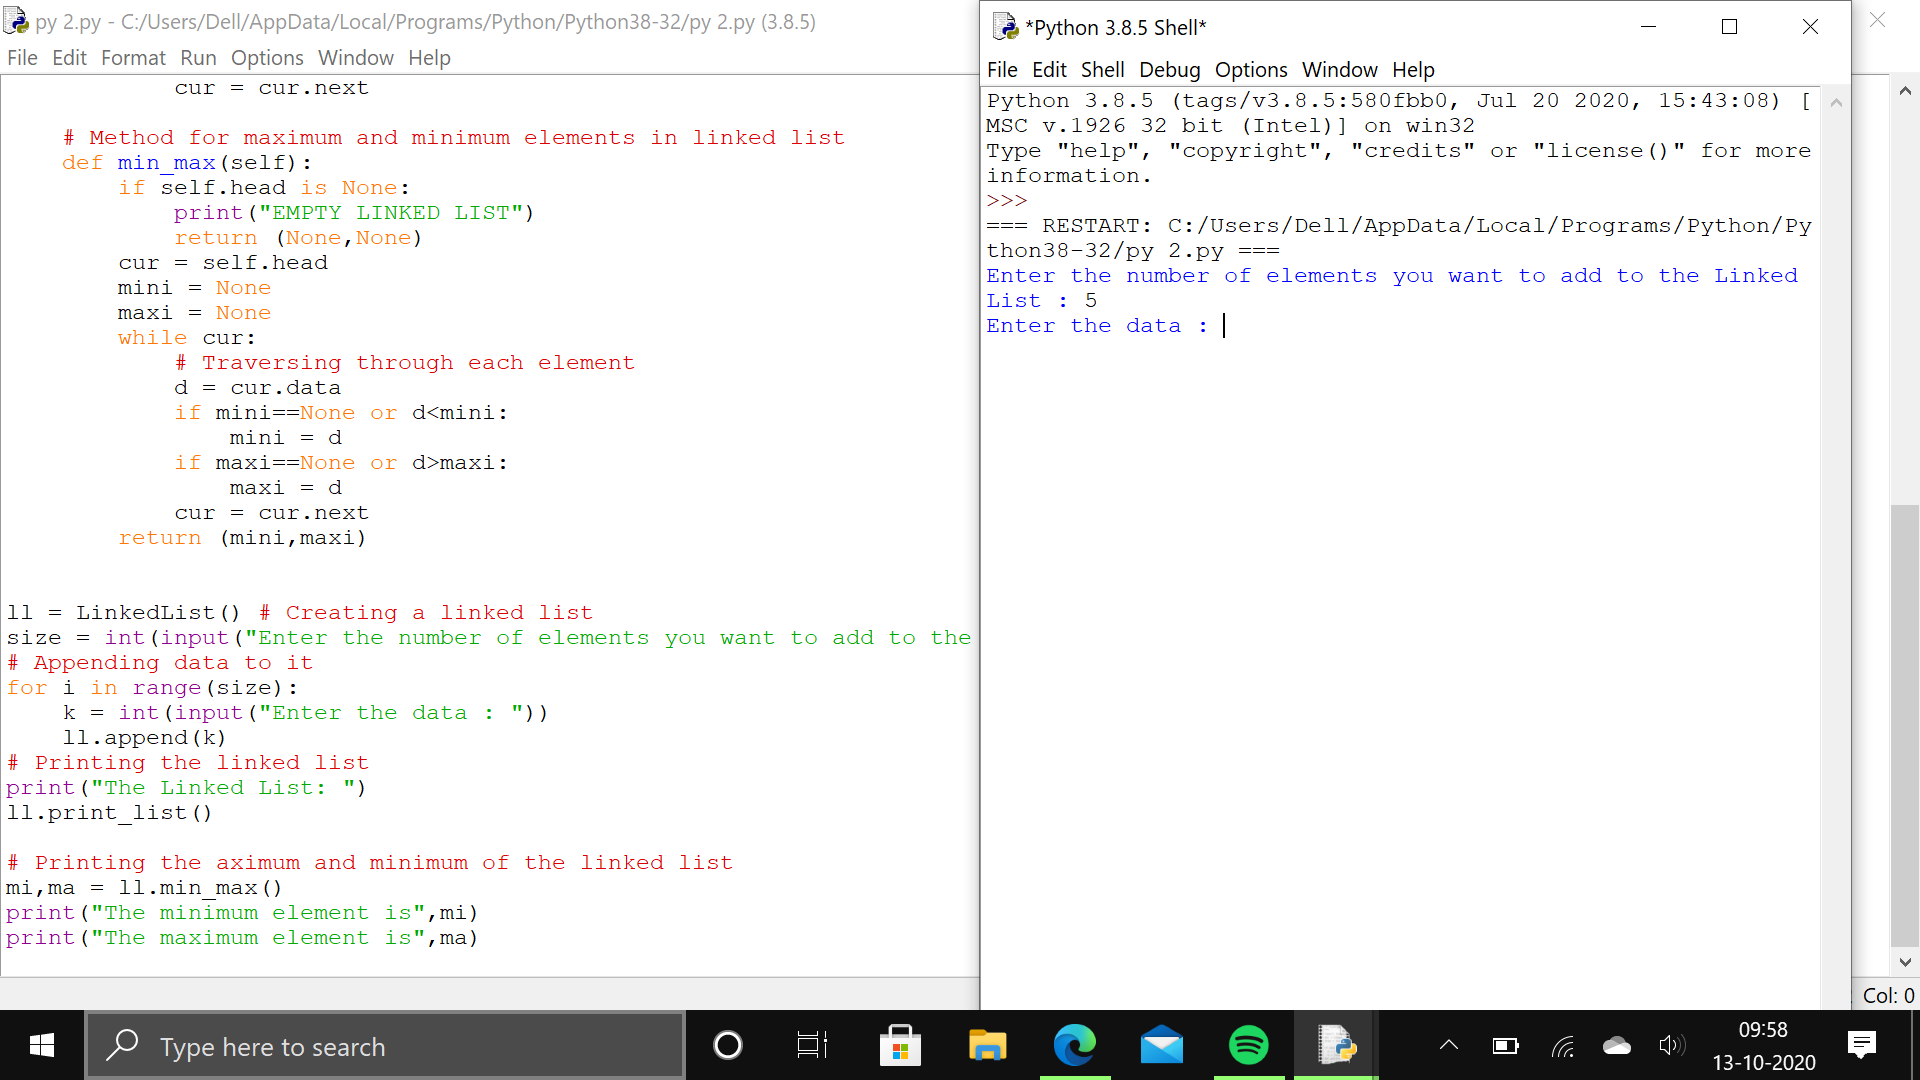 py 2.py - C:/Users/Dell/AppData/Local/Programs/Python/Python38-32/py 2.py (3.8.5)
File Edit Format Run Options Window Help
cur = cur.next
# Method for maximum and minimum elements in linked list
def min_max(self):
if self.head is None:
print("EMPTY LINKED LIST")
return (None,None)
cur = self.head
mini = None
maxi = None
while cur:
# Traversing through each element
d = cur.data
if mini==None or d<mini:
mini = d
if maxi==None or d>maxi:
maxi = d
cur = cur.next
return (mini,maxi)
ll = LinkedList() # Creating a linked list
size = int(input("Enter the number of elements you want to add to the
# Appending data to it
for i in range(size):
k = int(input("Enter the data : "))
ll.append(k)
# Printing the linked list
print("The Linked List: ")
ll.print_list()
# Printing the aximum and minimum of the linked list
mi,ma = ll.min_max()
print("The minimum element is",mi)
print("The maximum element is",ma)
*Python 3.8.5 Shell*
File Edit Shell Debug Options Window Help
Python 3.8.5 (tags/v3.8.5:580fbb0, Jul 20 2020, 15:43:08) [
MSC v.1926 32 bit (Intel)] on win32
Type "help", "copyright", "credits" or "license()" for more
information.
>>>
=== RESTART: C:/Users/Dell/AppData/Local/Programs/Python/Py
thon38-32/py 2.py ===
Enter the number of elements you want to add to the Linked
List : 5
Enter the data :
Col: 0
Type here to search
09:58
13-10-2020